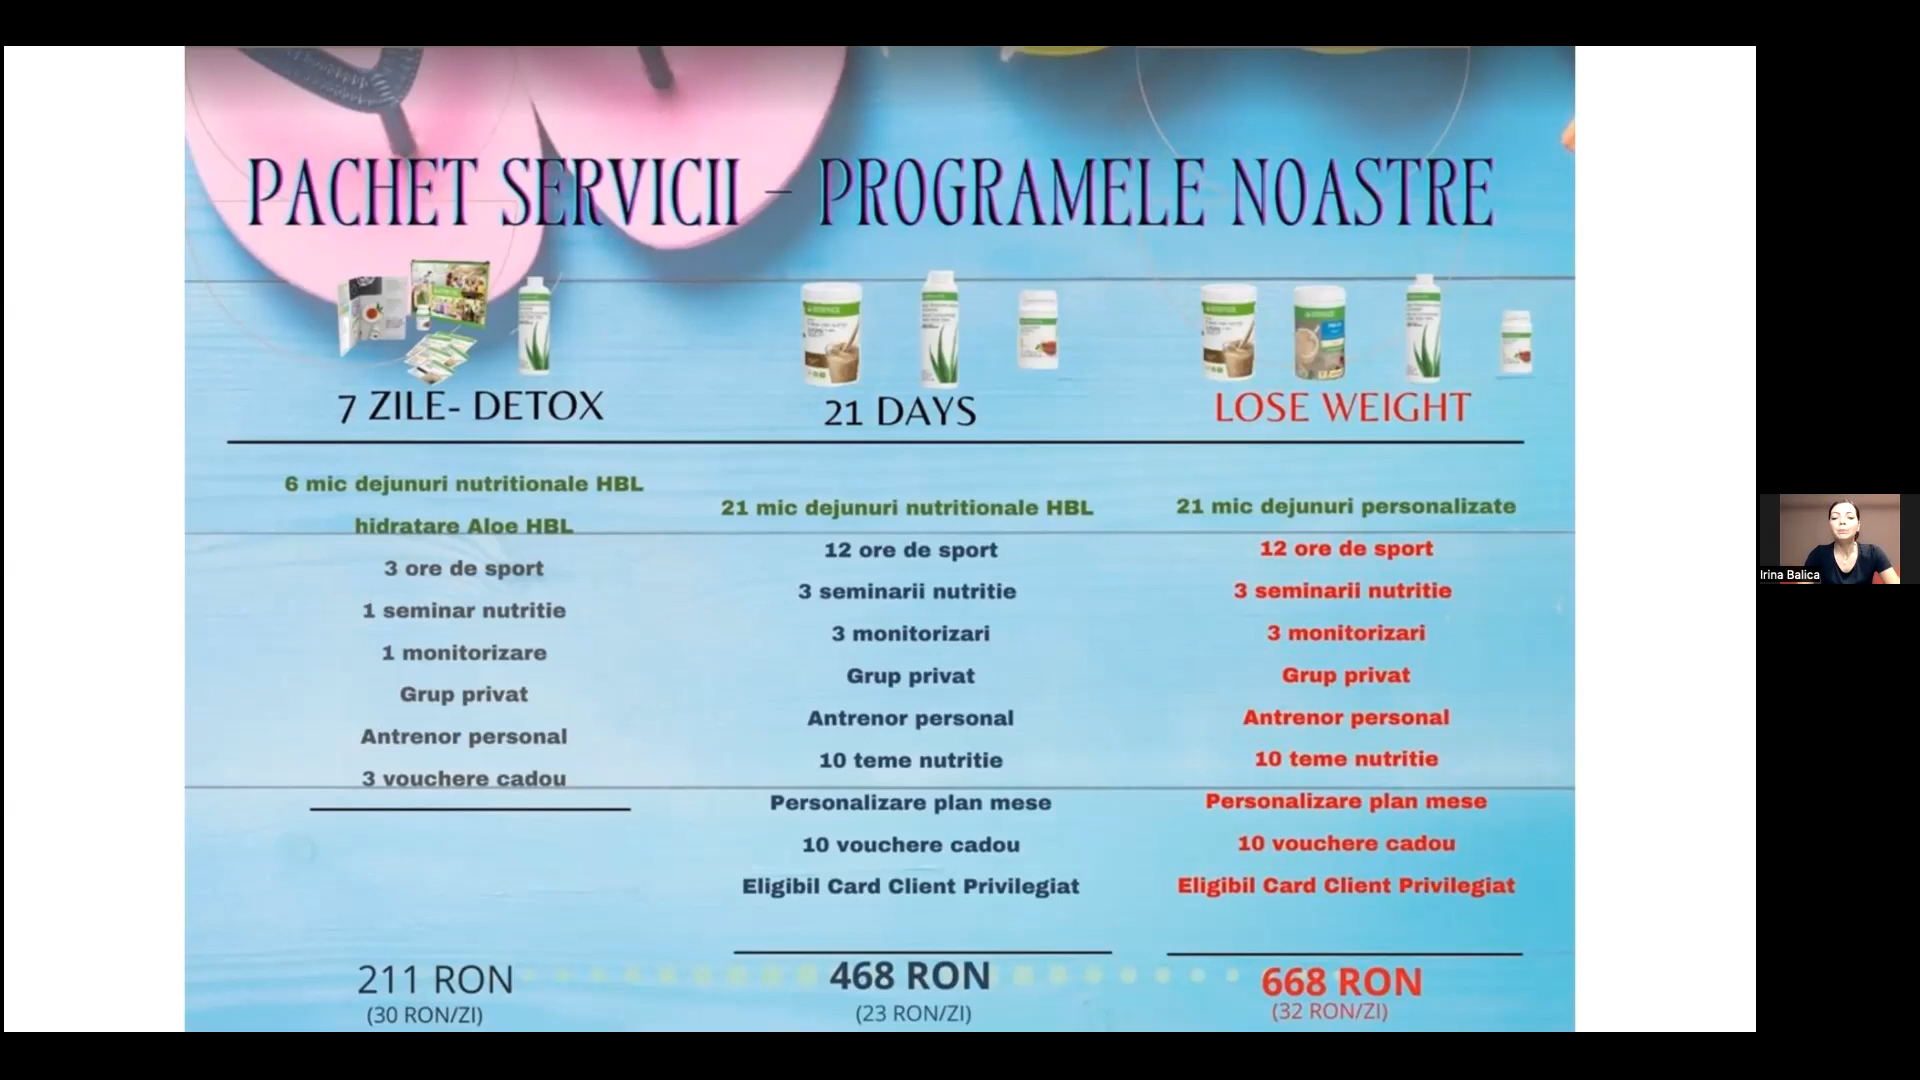 PACHET SERVICII - PROGRAMELE NOASTRE
7 ZILE- DETOX
6 mic dejunuri nutritionale HBL
hidratare Aloe HBL
3 ore de sport
1 seminar nutritie
1 monitorizare
Grup privat
Antrenor personal
3 vouchere cadou
211 RON
(30 RON/ZI)
21 DAYS
21 mic dejunuri nutritionale HBL
12 ore de sport
3 seminarii nutritie
3 monitorizari
Grup privat
Antrenor personal
10 teme nutritie
Personalizare plan mese
10 vouchere cadou
Eligibil Card Client Privilegiat
468 RON
(23 RON/ZI)
LOSE WEIGHT
21 mic dejunuri personalizate
12 ore de sport
3 seminarii nutritie
3 monitorizari
Grup privat
Antrenor personal
10 teme nutritie
Personalizare plan mese
10 vouchere cadou
Eligibil Card Client Privilegiat
668 RON
(32 RON/ZI)
Irina Balica